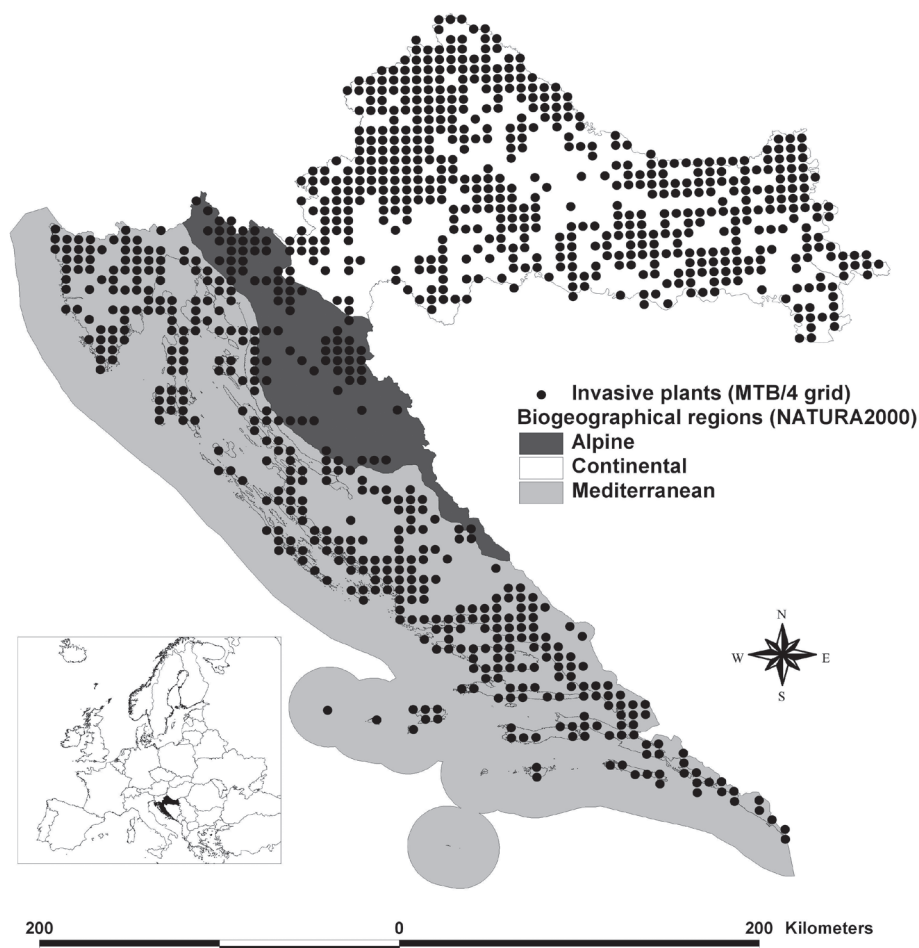 Invasive plants (MTB/4 grid)
Biogeographical regions (NATURA2000)
Alpine
Continental
Mediterranean
N
W E
S
200 0 200 Kilometers